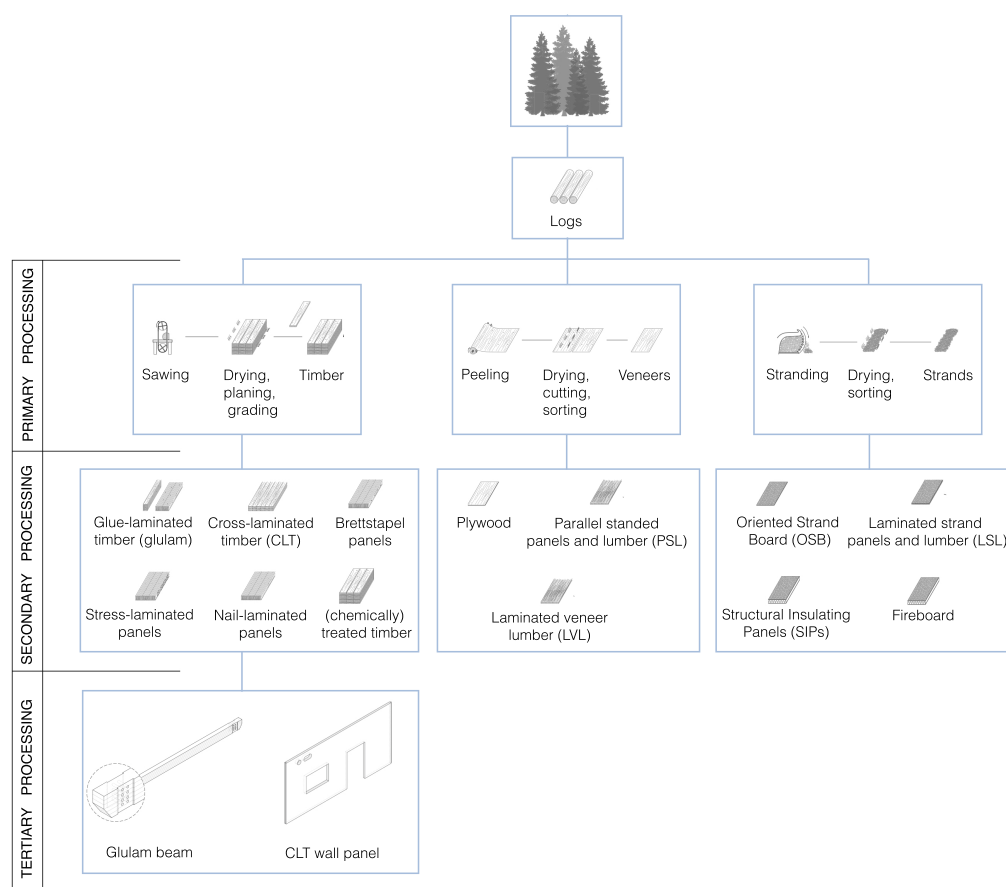 Logs
PRIMARY PROCESSING
Sawing
Drying,
planing,
grading
Timber
Peeling
Drying,
cutting,
sorting
Veneers
Stranding
Drying,
sorting
Strands
SECONDARY PROCESSING
Glue-laminated
timber (glulam)
Cross-laminated
timber (CLT)
Brettstapel
panels
Stress-laminated
panels
Nail-laminated
panels
(chemically)
treated timber
Plywood
Parallel standed
panels and lumber (PSL)
Laminated veneer
lumber (LVL)
Oriented Strand
Board (OSB)
Laminated strand
panels and lumber (LSL)
Structural Insulating
Panels (SIPs)
Fireboard
TERTIARY PROCESSING
Glulam beam
CLT wall panel